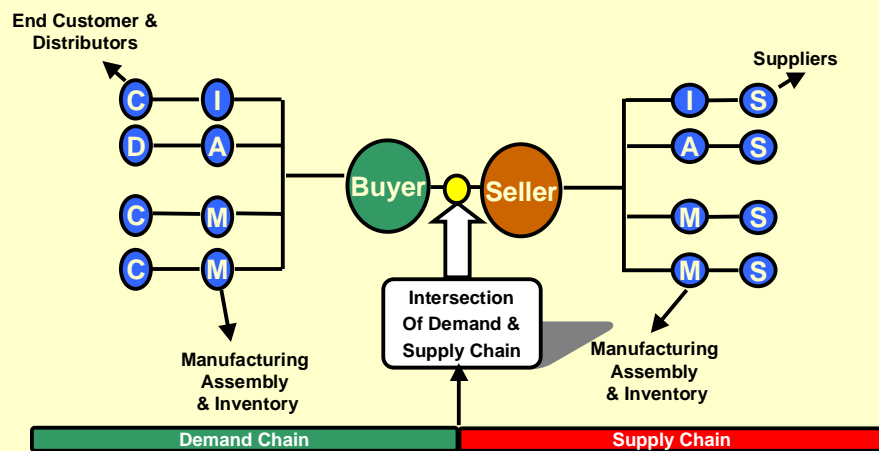 End Customer &
Distributors
Suppliers
C I
I S
D A
A S
Buyer
Seller
C M
M S
C M
M S
Intersection
Of Demand &
Supply Chain
Manufacturing
Assembly
& Inventory
Manufacturing
Assembly
& Inventory
Demand Chain
Supply Chain